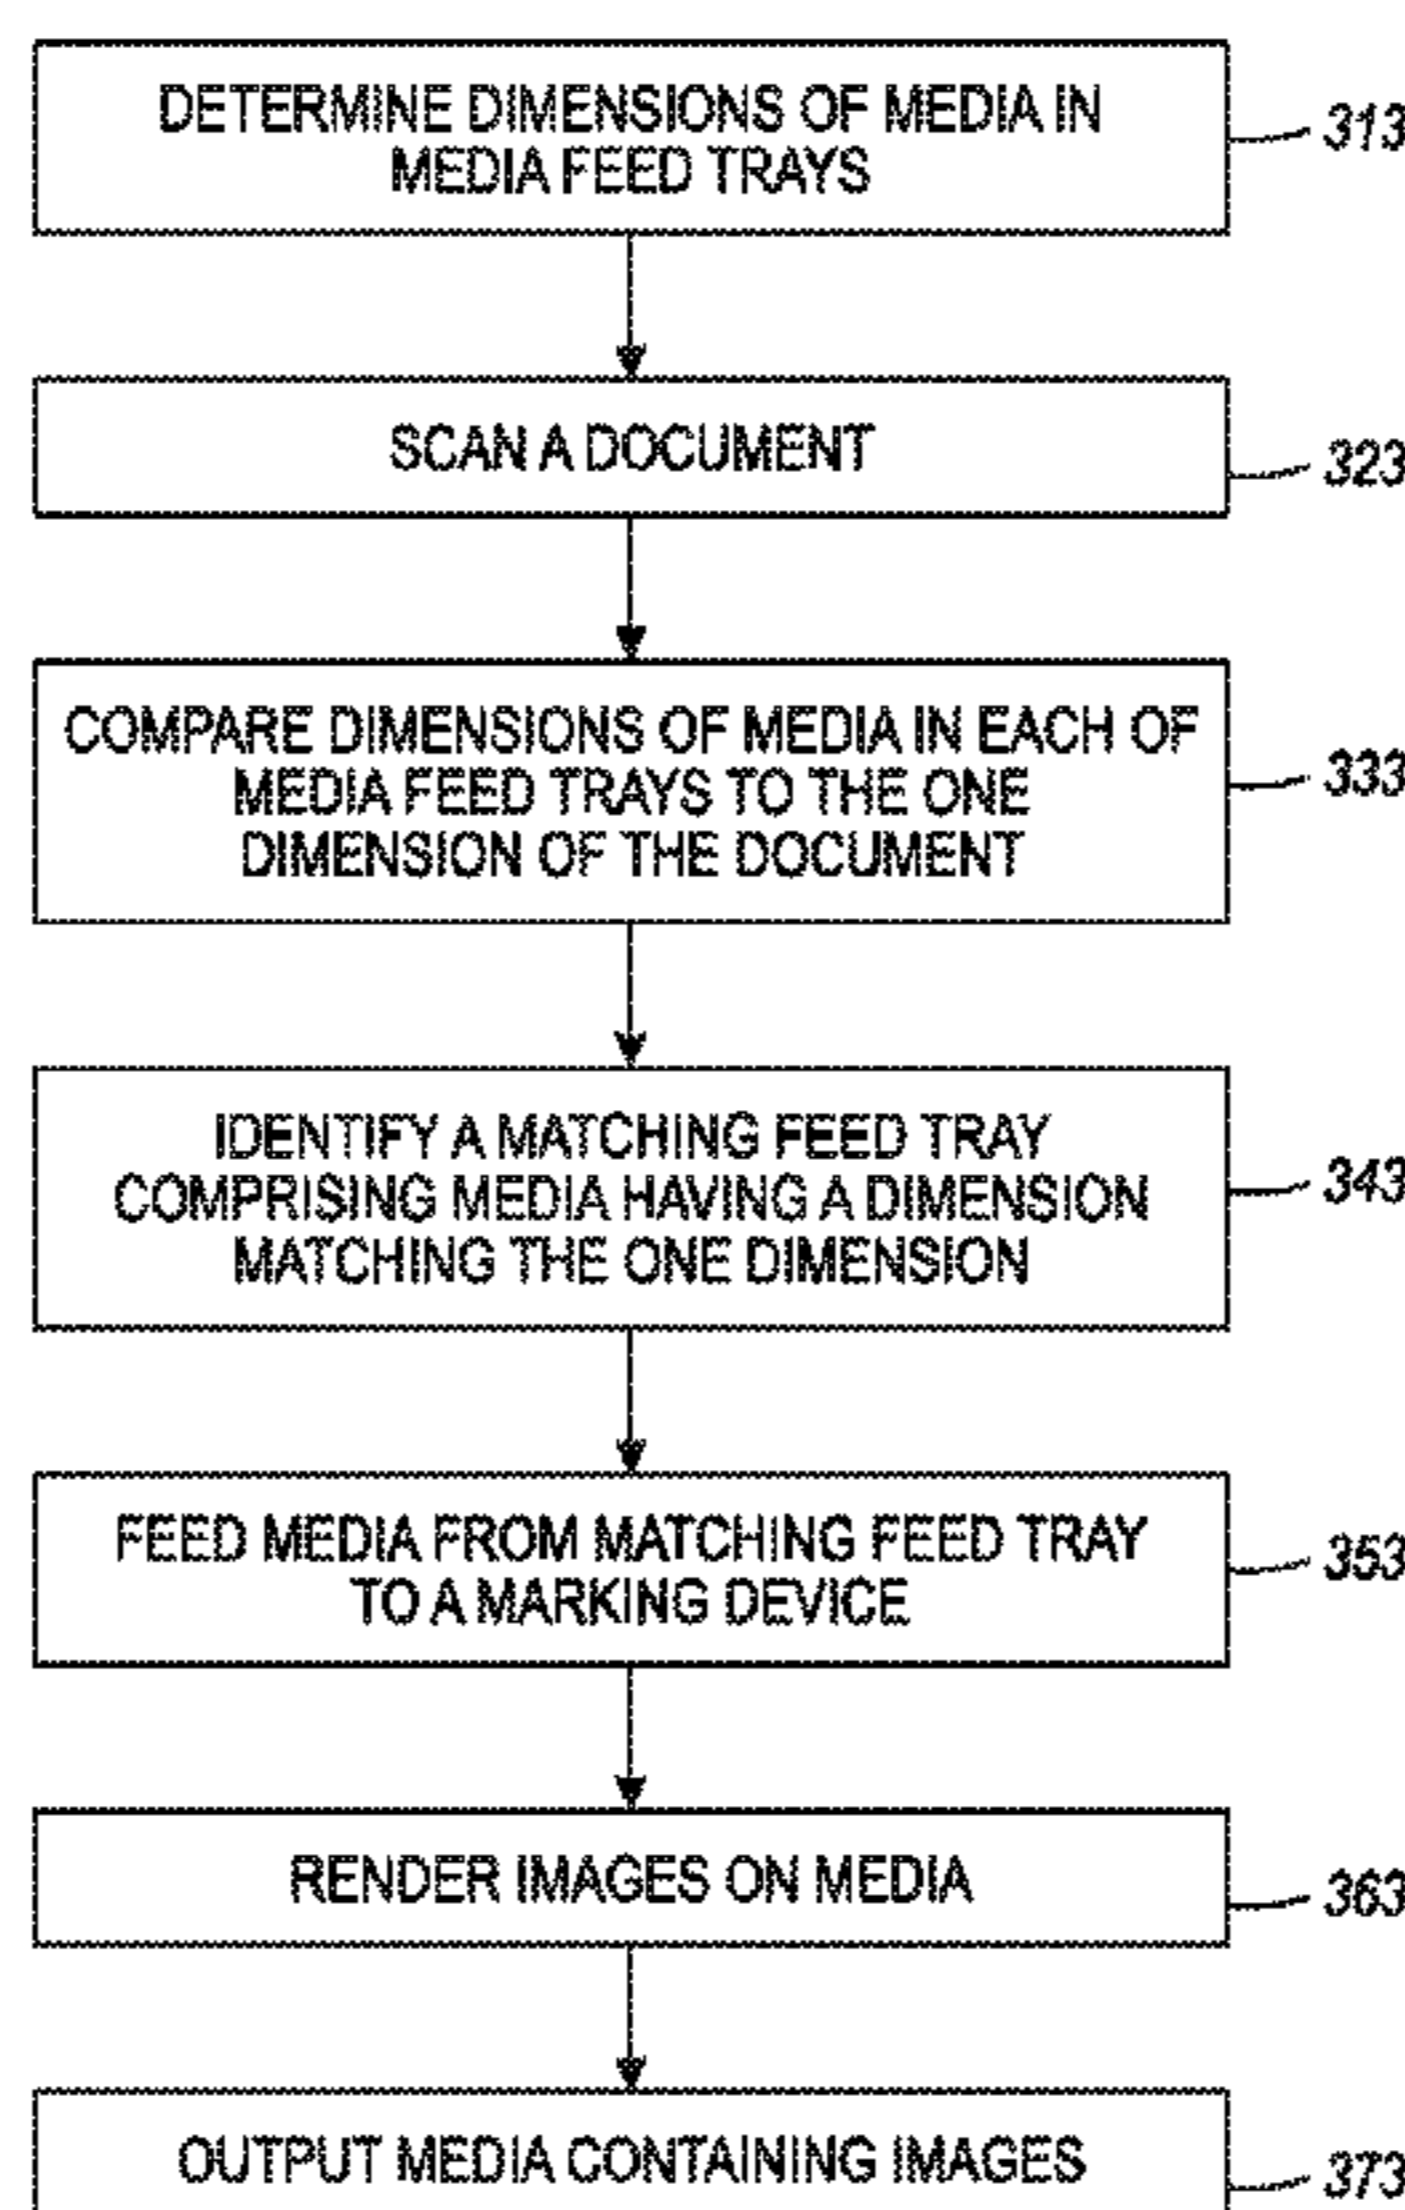 DETERMINE DIMENSIONS OF MEDIA IN
MEDIA FEED TRAYS
313
SCAN A DOCUMENT
323
COMPARE DIMENSIONS OF MEDIA IN EACH OF
MEDIA FEED TRAYS TO THE ONE
DIMENSION OF THE DOCUMENT
333
IDENTIFY A MATCHING FEED TRAY
COMPRISING MEDIA HAVING A DIMENSION
MATCHING THE ONE DIMENSION
343
FEED MEDIA FROM MATCHING FEED TRAY
TO A MARKING DEVICE
353
RENDER IMAGES ON MEDIA
363
OUTPUT MEDIA CONTAINING IMAGES
373